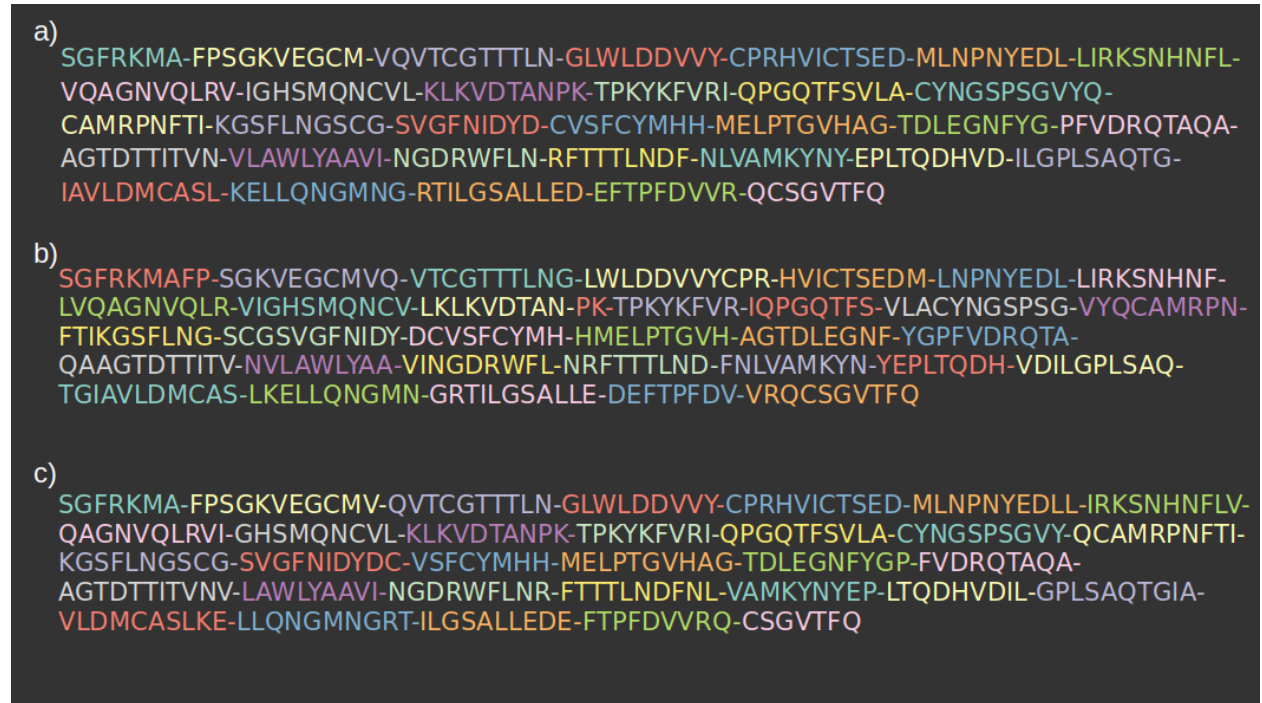 a)
SGFRKMA-FPSGKVEGCM-VQVTCGTTTLN-GLWLDDVVY-CPRHVICTSED-MLNPNYEDL-LIRKSNHNFL-
VQAGNVQLRV-IGHSMQNCVL-KLKVDTANPK-TPKYKFVRI-QPGQTFSVLA-CYNGSPSGVYQ-
CAMRPNFTI-KGSFLNGSCG-SVGFNIDYD-CVSFCYMHH-MELPTGVHAG-TDLEGNFYG-PFVDRQTAQA-
AGTDTTITVN-VLAWLYAAVI-NGDRWFLN-RFTTTLNDF-NLVAMKYNY-EPLTQDHVD-ILGPLSAQTG-
IAVLDMCASL-KELLQNGMNG-RTILGSALLED-EFTPFDVVR-QCSGVTFQ
b)
SGFRKMAFP-SGKVEGCMVQ-VTCGTTTLNG-LWLDDVVYCPR-HVICTSEDM-LNPNYEDL-LIRKSNHNF-
LVQAGNVQLR-VIGHSMQNCV-LKLKVDTAN-PK-TPKYKFVR-IQPGQTFS-VLACYNGSPSG-VYQCAMRPN-
FTIKGSFLNG-SCGSVGFNIDY-DCVSFCYMH-HMELPTGVH-AGTDLEGNF-YGPFVDRQTA-
QAAGTDTTITV-NVLAWLYAA-VINGDRWFL-NRFTTTLND-FNLVAMKYN-YEPLTQDH-VDILGPLSAQ-
TGIAVLDMCAS-LKELLQNGMN-GRTILGSALLE-DEFTPFDV-VRQCSGVTFQ
c)
SGFRKMA-FPSGKVEGCMV-QVTCGTTTLN-GLWLDDVVY-CPRHVICTSED-MLNPNYEDLL-IRKSNHNFLV-
QAGNVQLRVI-GHSMQNCVL-KLKVDTANPK-TPKYKFVRI-QPGQTFSVLA-CYNGSPSGVY-QCAMRPNFTI-
KGSFLNGSCG-SVGFNIDYDC-VSFCYMHH-MELPTGVHAG-TDLEGNFYGP-FVDRQTAQA-
AGTDTTITVNV-LAWLYAAVI-NGDRWFLNR-FTTTLNDFNL-VAMKYNYEP-LTQDHVDIL-GPLSAQTGIA-
VLDMCASLKE-LLQNGMNGRT-ILGSALLEDE-FTPFDVVRQ-CSGVTFQ